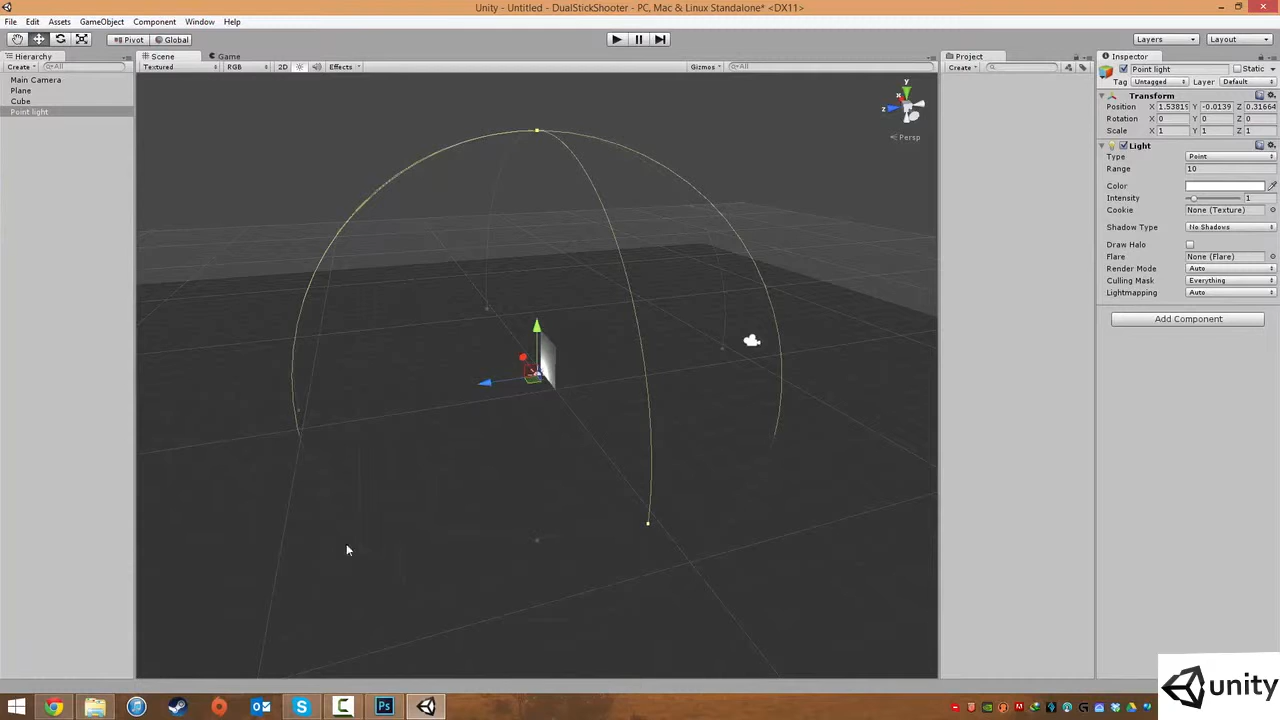 Unity - Untitled - DualStickShooter - PC, Mac & Linux Standalone* <DX11>
File Edit Assets GameObject Component Window Help
Pivot Global Layers Layout
Hierarchy Scene Game Project Inspector
Create All Textured RGB 2D Effects Gizmos All Create Point light Static
Main Camera
Plane
Cube
Point light
y
x
z
Persp
Tag Untagged Layer Default
Transform
Position X 1.53819 Y -0.0139 Z 0.31664
Rotation X 0 Y 0 Z 0
Scale X 1 Y 1 Z 1
Light
Type Point
Range 10
Color
Intensity 1
Cookie None (Texture)
Shadow Type No Shadows
Draw Halo
Flare None (Flare)
Render Mode Auto
Culling Mask Everything
Lightmapping Auto
Add Component
Ps
unity